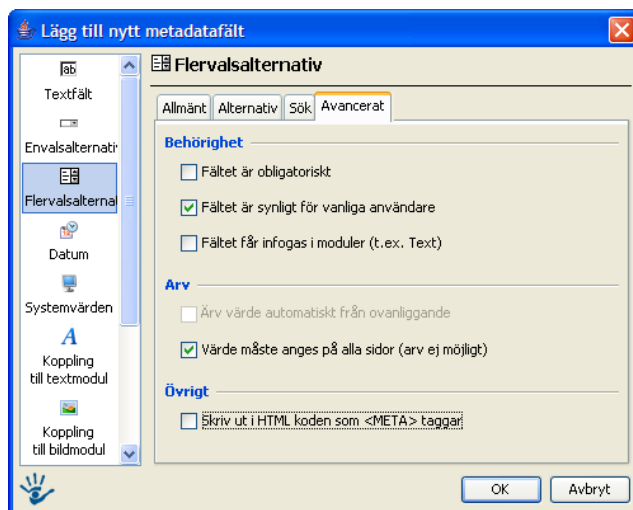 Lägg till nytt metadatafält
ab
Textfält
Envalsalternativ
Flervalsalterna
Datum
Systemvärden
A
Koppling
till textmodul
Koppling
till bildmodul
Flervalsalternativ
Allmänt Alternativ Sök Avancerat
Behörighet
Fältet är obligatoriskt
Fältet är synligt för vanliga användare
Fältet får infogas i moduler (t.ex. Text)
Arv
Ärv värde automatiskt från ovanliggande
Värde måste anges på alla sidor (arv ej möjligt)
Övrigt
Skriv ut i HTML koden som <META> taggar
OK Avbryt